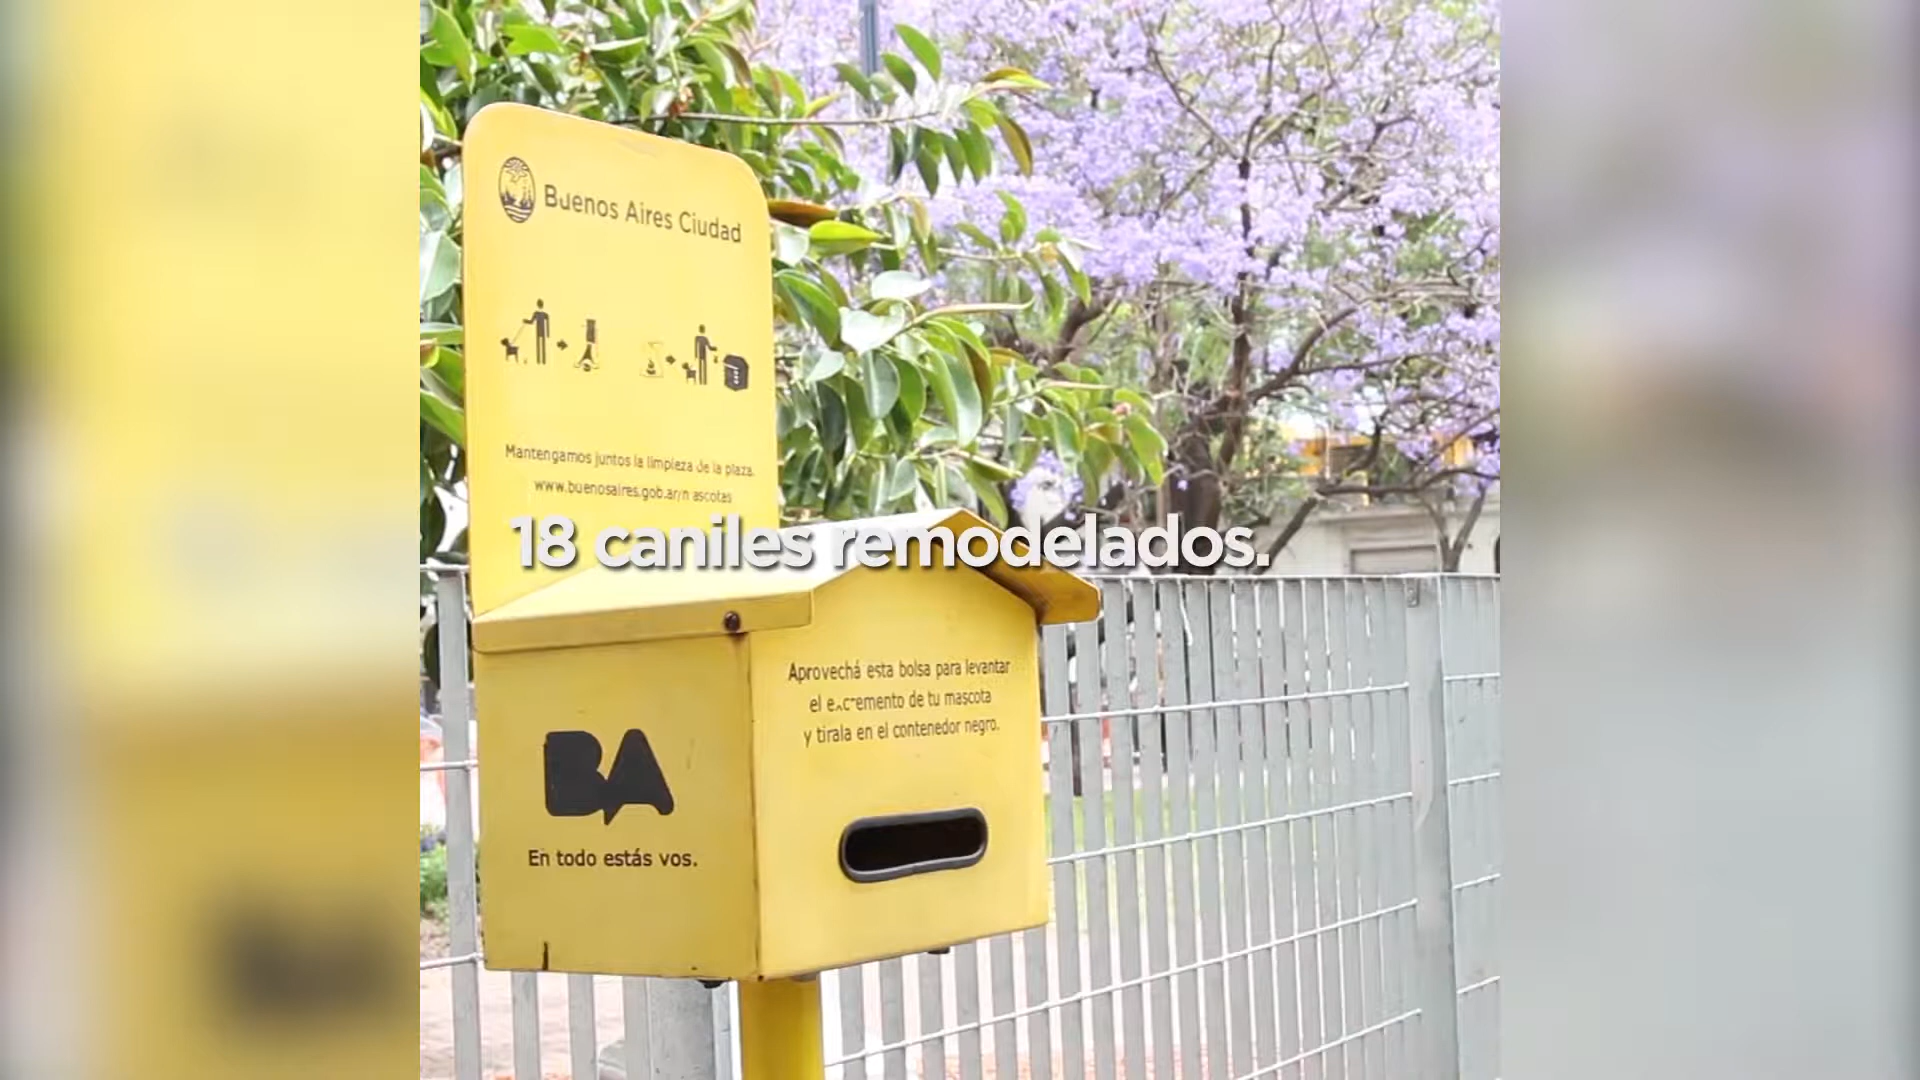 Buenos Aires Ciudad
Mantengamos juntos la limpieza de la plaza.
www.buenosaires.gob.ar/mascotas
18 caniles remodelados.
Aprovechá esta bolsa para levantar
el excremento de tu mascota
y tirala en el contenedor negro.
BA
En todo estás vos.